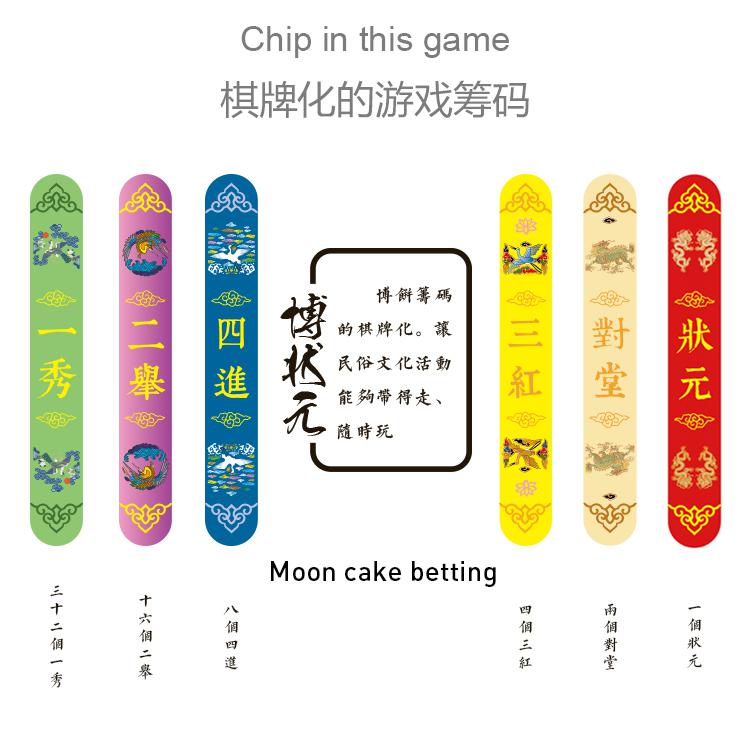 Chip in this game
棋牌化的游戏筹码
一秀
二舉
四進
博状元
博餅籌碼
的棋牌化。讓
民俗文化活動
能夠帶得走、
隨時玩
三紅
對堂
狀元
Moon cake betting
三十二個一秀
十六個二舉
八個四進
四個三紅
兩個對堂
一個狀元